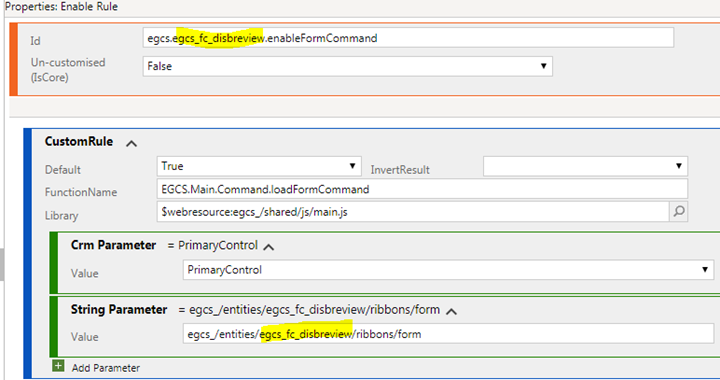 Properties: Enable Rule
Id egcs.egcs_fc_disbreview.enableFormCommand
Un-customised (IsCore) False
CustomRule
Default True InvertResult
FunctionName EGCS.Main.Command.loadFormCommand
Library $webresource:egcs_/shared/js/main.js
Crm Parameter = PrimaryControl
Value PrimaryControl
String Parameter = egcs_/entities/egcs_fc_disbreview/ribbons/form
Value egcs_/entities/egcs_fc_disbreview/ribbons/form
Add Parameter